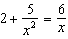 2 + 5/x² = 6/x